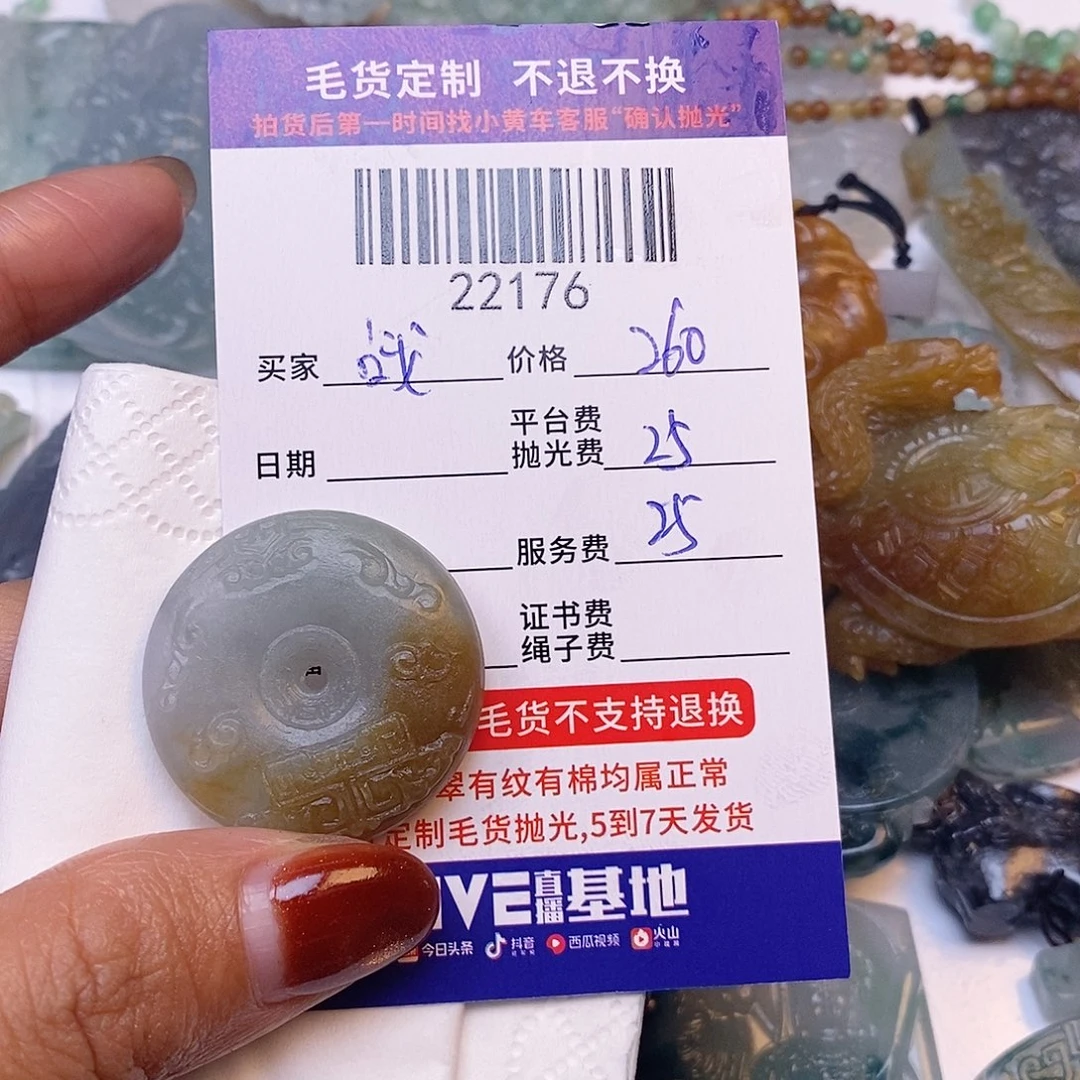 毛货定制 不退不换
拍货后第一时间找小黄车客服“确认抛光”
22176
买家 战 价格 260
平台费
日期 抛光费 25
服务费 25
证书费
绳子费
毛货不支持退换
翠有纹有棉均属正常
定制毛货抛光,5到7天发货
IVE直播基地
今日头条 抖音 西瓜视频 火山